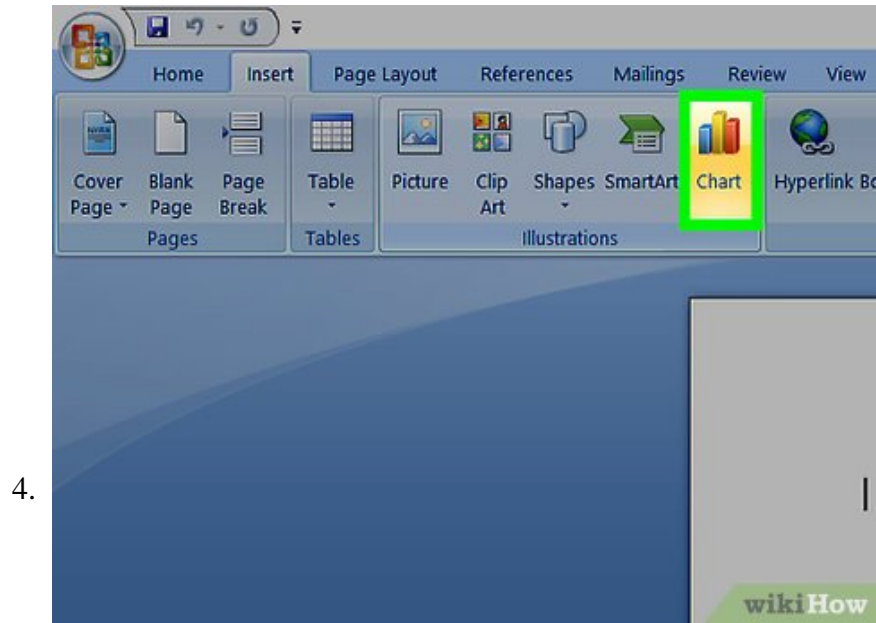 Home Insert Page Layout References Mailings Review View
Cover Page Blank Page Page Break Table Picture Clip Art Shapes SmartArt Chart Hyperlink Bo
Pages Tables Illustrations
4.
wikiHow